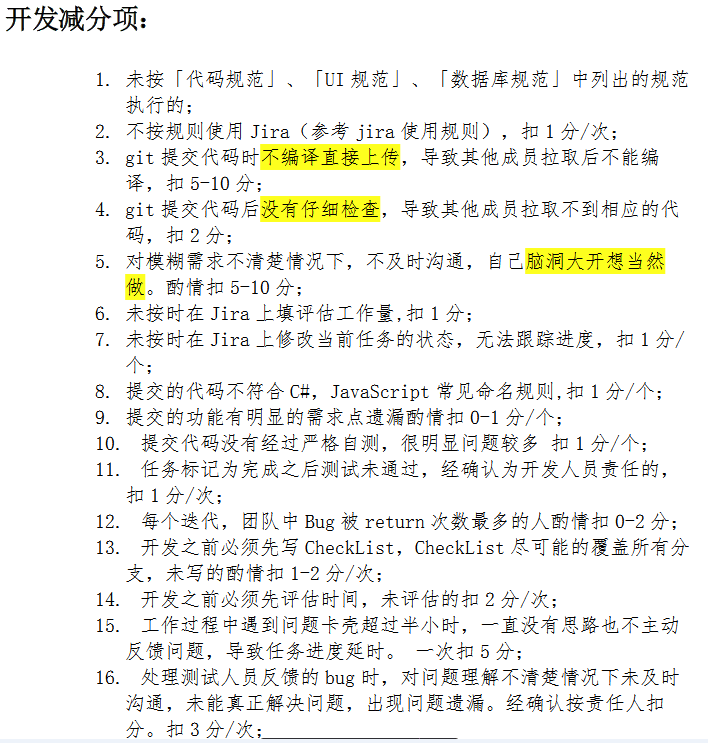 开发减分项：
1. 未按「代码规范」、「UI 规范」、「数据库规范」中列出的规范
执行的；
2. 不按规则使用 Jira（参考 jira 使用规则），扣 1 分/次；
3. git 提交代码时不编译直接上传，导致其他成员拉取后不能编
译，扣 5-10 分；
4. git 提交代码后没有仔细检查，导致其他成员拉取不到相应的代
码，扣 2 分；
5. 对模糊需求不清楚情况下，不及时沟通，自己脑洞大开想当然
做。酌情扣 5-10 分；
6. 未按时在 Jira 上填评估工作量,扣 1 分；
7. 未按时在 Jira 上修改当前任务的状态，无法跟踪进度，扣 1 分/
个；
8. 提交的代码不符合 C#，JavaScript 常见命名规则,扣 1 分/个；
9. 提交的功能有明显的需求点遗漏酌情扣 0-1 分/个；
10. 提交代码没有经过严格自测，很明显问题较多 扣 1 分/个；
11. 任务标记为完成之后测试未通过，经确认为开发人员责任的，
扣 1 分/次；
12. 每个迭代，团队中 Bug 被 return 次数最多的人酌情扣 0-2 分；
13. 开发之前必须先写 CheckList，CheckList 尽可能的覆盖所有分
支，未写的酌情扣 1-2 分/次；
14. 开发之前必须先评估时间，未评估的扣 2 分/次；
15. 工作过程中遇到问题卡壳超过半小时，一直没有思路也不主动
反馈问题，导致任务进度延时。 一次扣 5 分；
16. 处理测试人员反馈的 bug 时，对问题理解不清楚情况下未及时
沟通，未能真正解决问题，出现问题遗漏。经确认按责任人扣
分。扣 3 分/次；